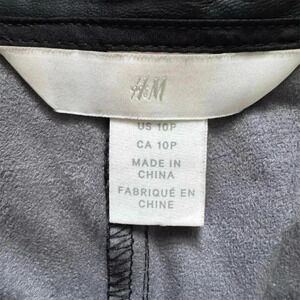 H&M
US 10P
CA 10P
MADE IN
CHINA
FABRIQUÉ EN
CHINE